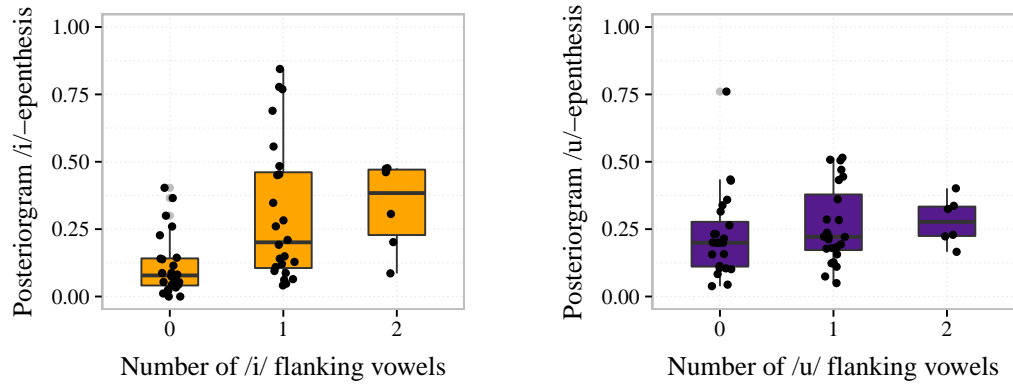 Posteriorgram /i/−epenthesis
1.00
0.75
0.50
0.25
0.00
0 1 2
Number of /i/ flanking vowels
Posteriorgram /u/−epenthesis
1.00
0.75
0.50
0.25
0.00
0 1 2
Number of /u/ flanking vowels